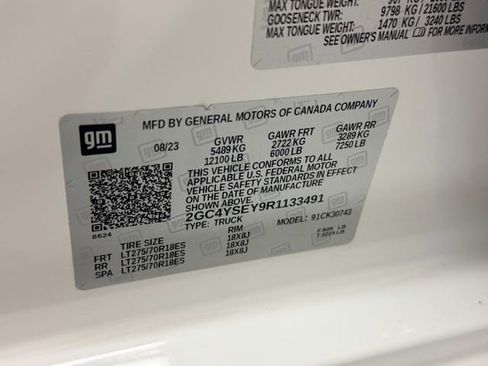 MAX TONGUE WEIGHT:
GOOSENECK TWR: 9798 KG / 21600 LBS
MAX TONGUE WEIGHT: 1470 KG / 3240 LBS
SEE OWNER'S MANUAL FOR MORE
gm
MFD BY GENERAL MOTORS OF CANADA COMPANY
08/23 GVWR GAWR FRT GAWR RR
5489 KG 2722 KG 3289 KG
12100 LB 6000 LB 7250 LB
THIS VEHICLE CONFORMS TO ALL
APPLICABLE U.S. FEDERAL MOTOR
VEHICLE SAFETY STANDARDS IN EFFECT
ON THE DATE OF MANUFACTURE
2GC4YSEY9R1133491
TYPE: TRUCK 91CK30743
8624
TIRE SIZE RIM
FRT LT275/70R18ES 18X8J
RR LT275/70R18ES 18X8J
SPA LT275/70R18ES 18X8J
LB
LB